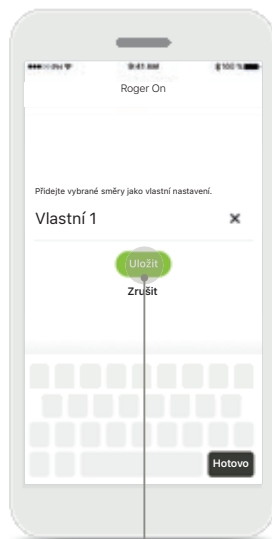 9:41 AM
Roger On
Přidejte vybrané směry jako vlastní nastavení.
Vlastní 1
Uložit
Zrušit
Hotovo